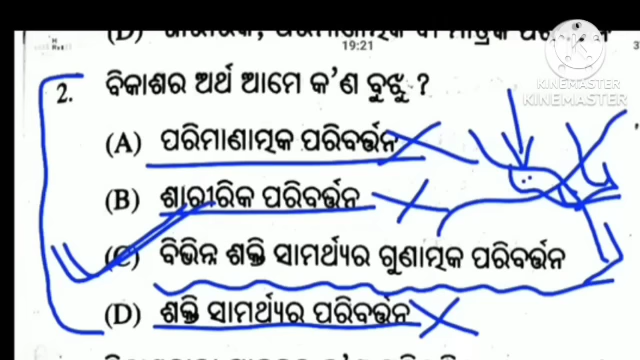 19:21
KINEMASTER
KINEMASTER
2. ବିକାଶର ଅର୍ଥ ଆମେ କ'ଣ ବୁଝୁ ?
(A) ପରିମାଣାତ୍ମକ ପରିବର୍ତ୍ତନ
(B) ଶାରୀରିକ ପରିବର୍ତ୍ତନ
(C) ବିଭିନ୍ନ ଶକ୍ତି ସାମର୍ଥ୍ୟର ଗୁଣାତ୍ମକ ପରିବର୍ତ୍ତନ
(D) ଶକ୍ତି ସାମର୍ଥ୍ୟର ପରିବର୍ତ୍ତନ